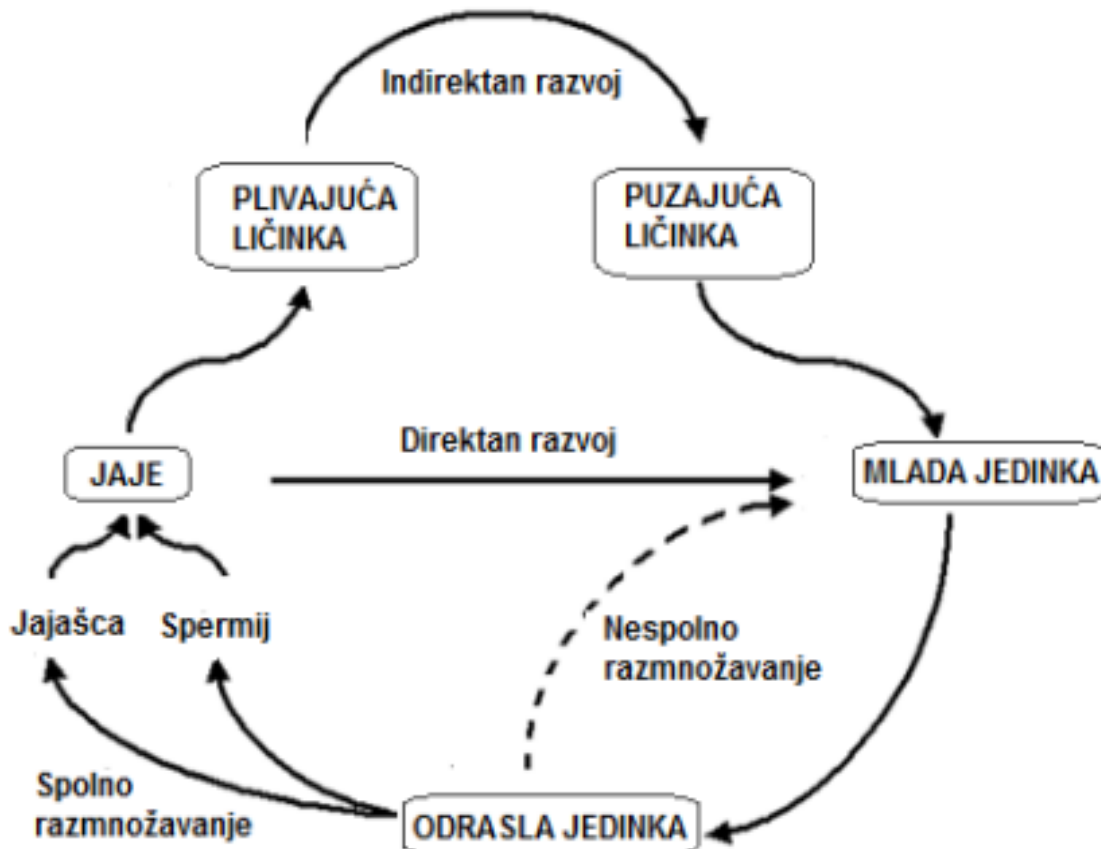 Indirektan razvoj
PLIVAJUĆA
LIČINKA
PUZAJUĆA
LIČINKA
Direktan razvoj
JAJE
MLADA JEDINKA
Jajašca
Spermij
Nespolno
razmnožavanje
Spolno
razmnožavanje
ODRASLA JEDINKA